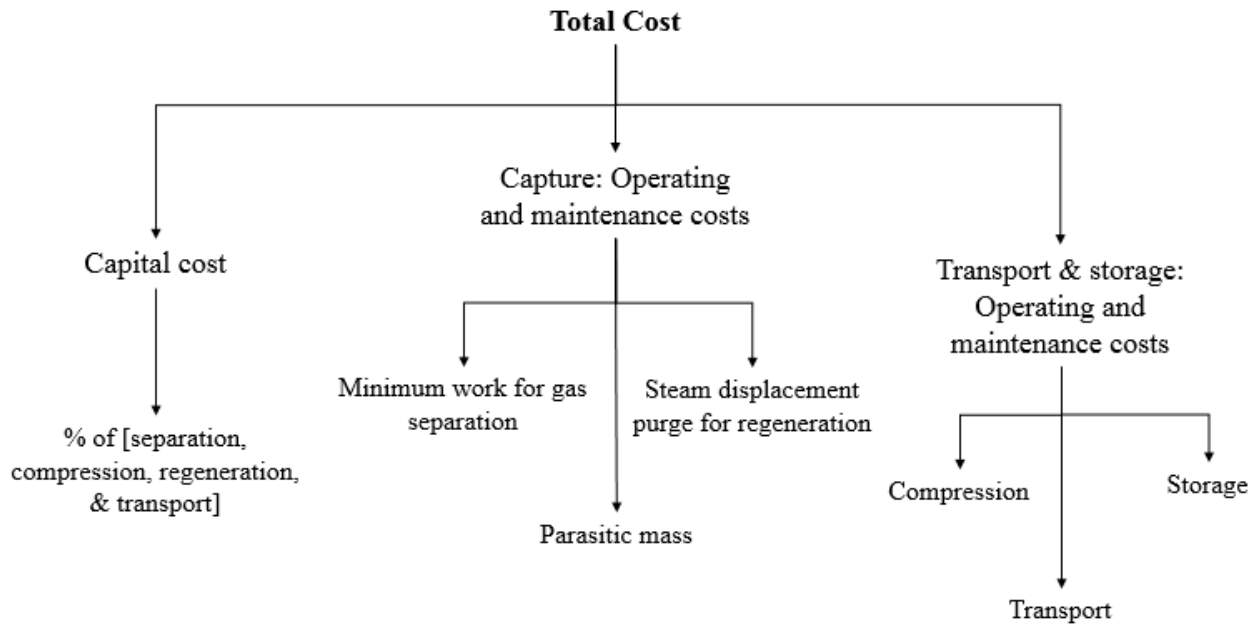 Total Cost
Capture: Operating
and maintenance costs
Capital cost
Transport & storage:
Operating and
maintenance costs
Minimum work for gas
separation
Steam displacement
purge for regeneration
% of [separation,
compression, regeneration,
& transport]
Compression
Storage
Parasitic mass
Transport